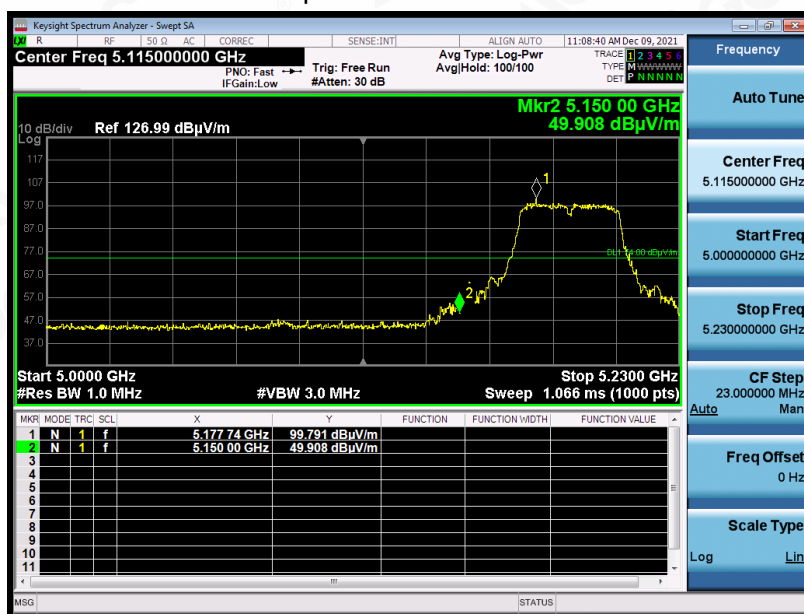 Keysight Spectrum Analyzer - Swept SA
LXI R RF 50 Ω AC CORREC SENSE:INT ALIGN AUTO 11:08:40 AM Dec 09, 2021
Center Freq 5.115000000 GHz
PNO: Fast
IFGain:Low
Trig: Free Run
#Atten: 30 dB
Avg Type: Log-Pwr
Avg|Hold: 100/100
TRACE 1 2 3 4 5 6
TYPE M WWWWW
DET P N N N N N
Mkr2 5.150 00 GHz
49.908 dBμV/m
10 dB/div Ref 126.99 dBμV/m
Log
117
107
97.0
87.0
77.0
67.0
57.0
47.0
37.0
1
2
Start 5.0000 GHz Stop 5.2300 GHz
#Res BW 1.0 MHz #VBW 3.0 MHz Sweep 1.066 ms (1000 pts)
MKR MODE TRC SCL X Y FUNCTION FUNCTION WIDTH FUNCTION VALUE
1 N 1 f 5.177 74 GHz 99.791 dBμV/m
2 N 1 f 5.150 00 GHz 49.908 dBμV/m
3
4
5
6
7
8
9
10
11
MSG STATUS
Frequency
Auto Tune
Center Freq
5.115000000 GHz
Start Freq
5.000000000 GHz
Stop Freq
5.230000000 GHz
CF Step
23.000000 MHz
Auto Man
Freq Offset
0 Hz
Scale Type
Log Lin